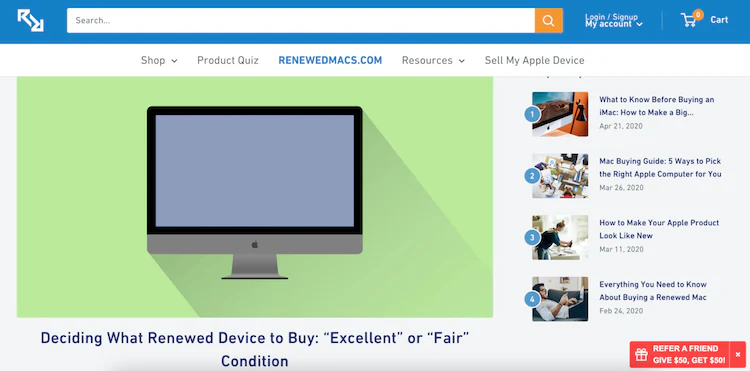 Search...
Login / Signup
My account
0
Cart
Shop
Product Quiz
RENEWEDMACS.COM
Resources
Sell My Apple Device
1
What to Know Before Buying an
iMac: How to Make a Big...
Apr 21, 2020
2
Mac Buying Guide: 5 Ways to Pick
the Right Apple Computer for You
Mar 26, 2020
3
How to Make Your Apple Product
Look Like New
Mar 11, 2020
4
Everything You Need to Know
About Buying a Renewed Mac
Feb 24, 2020
Deciding What Renewed Device to Buy: “Excellent” or “Fair”
Condition
REFER A FRIEND
GIVE $50, GET $50!
×